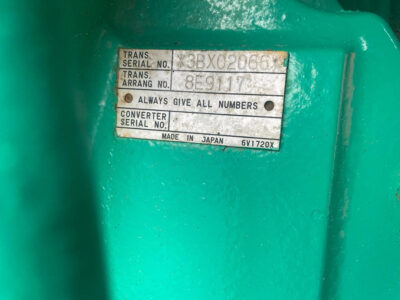 TRANS.
SERIAL NO. *3BX02066*
TRANS.
ARRANG NO. 8E9117
ALWAYS GIVE ALL NUMBERS
CONVERTER
SERIAL NO.
MADE IN JAPAN 6V1720X